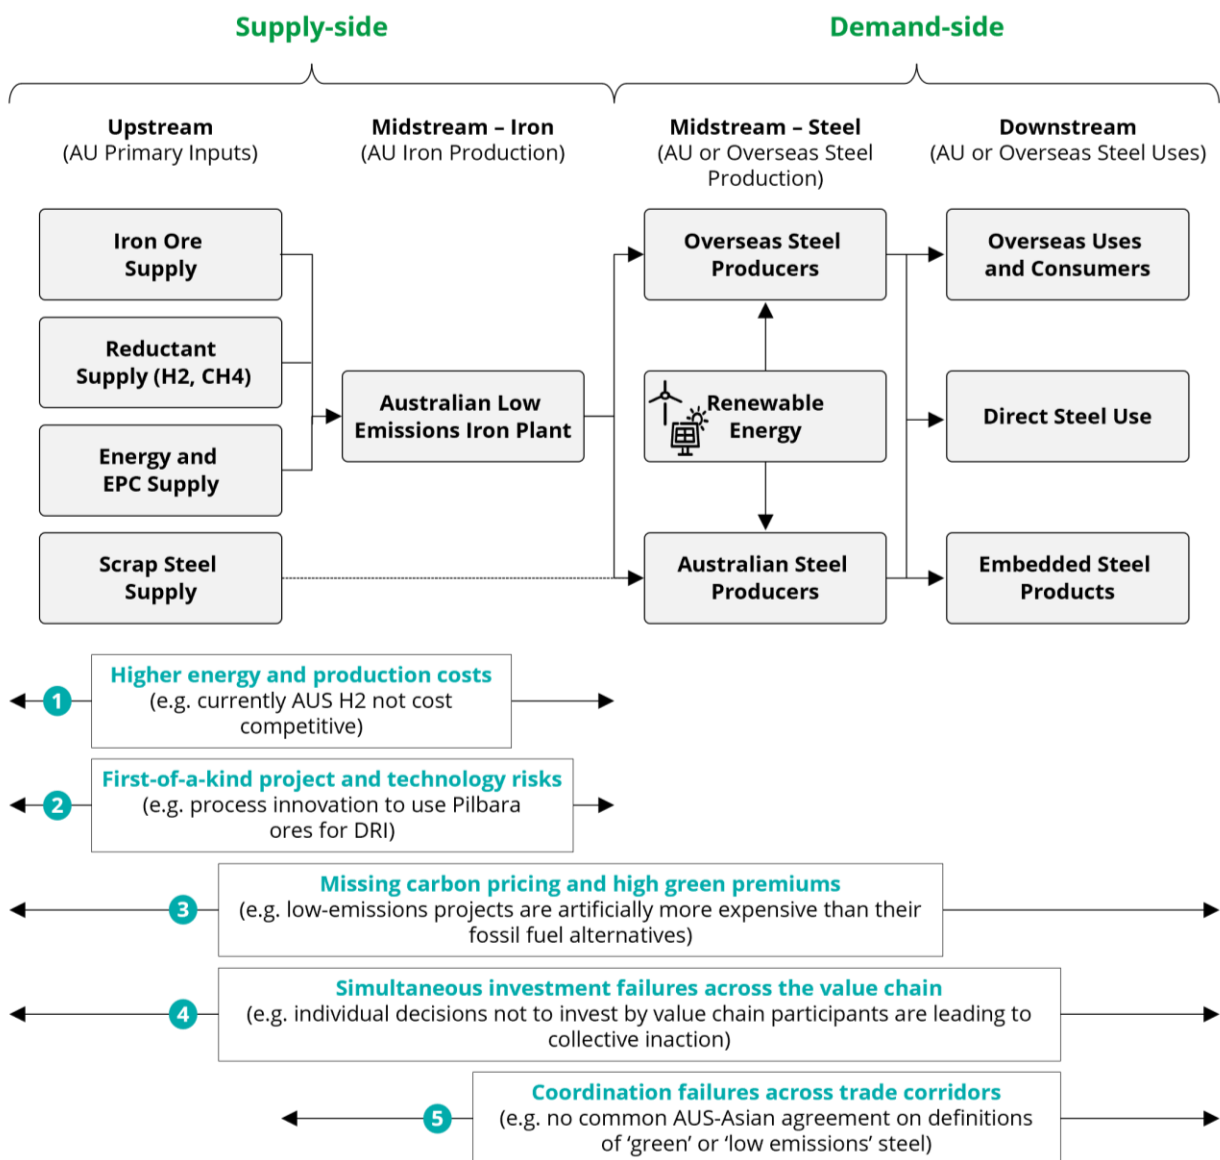 Supply-side
Demand-side
Upstream
(AU Primary Inputs)
Midstream – Iron
(AU Iron Production)
Midstream – Steel
(AU or Overseas Steel
Production)
Downstream
(AU or Overseas Steel Uses)
Iron Ore
Supply
Reductant
Supply (H2, CH4)
Energy and
EPC Supply
Scrap Steel
Supply
Australian Low
Emissions Iron Plant
Overseas Steel
Producers
Renewable
Energy
Australian Steel
Producers
Overseas Uses
and Consumers
Direct Steel Use
Embedded Steel
Products
1
Higher energy and production costs
(e.g. currently AUS H2 not cost
competitive)
2
First-of-a-kind project and technology risks
(e.g. process innovation to use Pilbara
ores for DRI)
3
Missing carbon pricing and high green premiums
(e.g. low-emissions projects are artificially more expensive than their
fossil fuel alternatives)
4
Simultaneous investment failures across the value chain
(e.g. individual decisions not to invest by value chain participants are leading to
collective inaction)
5
Coordination failures across trade corridors
(e.g. no common AUS-Asian agreement on definitions
of ‘green’ or ‘low emissions’ steel)